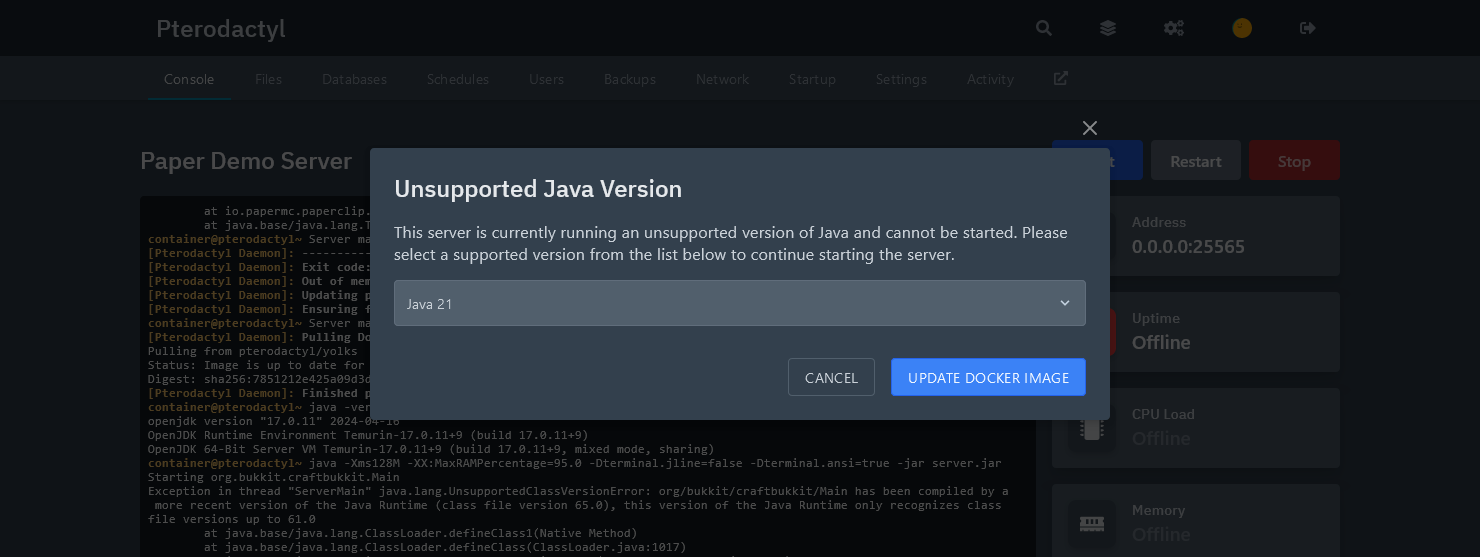 Pterodactyl
Console Files Databases Schedules Users Backups Network Startup Settings Activity
Paper Demo Server
Restart Stop
Unsupported Java Version
This server is currently running an unsupported version of Java and cannot be started. Please
select a supported version from the list below to continue starting the server.
Java 21
CANCEL UPDATE DOCKER IMAGE
at io.papermc.paperclip.
at java.base/java.lang.T
container@pterodactyl~ Server ma
[Pterodactyl Daemon]: ----------
[Pterodactyl Daemon]: Exit code:
[Pterodactyl Daemon]: Out of mem
[Pterodactyl Daemon]: Updating p
[Pterodactyl Daemon]: Ensuring f
container@pterodactyl~ Server ma
[Pterodactyl Daemon]: Pulling Do
Pulling from pterodactyl/yolks
Status: Image is up to date for
Digest: sha256:7851212e425a09d3d
[Pterodactyl Daemon]: Finished p
container@pterodactyl~ java -ver
openjdk version "17.0.11" 2024-04-16
OpenJDK Runtime Environment Temurin-17.0.11+9 (build 17.0.11+9)
OpenJDK 64-Bit Server VM Temurin-17.0.11+9 (build 17.0.11+9, mixed mode, sharing)
container@pterodactyl~ java -Xms128M -XX:MaxRAMPercentage=95.0 -Dterminal.jline=false -Dterminal.ansi=true -jar server.jar
Starting org.bukkit.craftbukkit.Main
Exception in thread "ServerMain" java.lang.UnsupportedClassVersionError: org/bukkit/craftbukkit/Main has been compiled by a
more recent version of the Java Runtime (class file version 65.0), this version of the Java Runtime only recognizes class
file versions up to 61.0
at java.base/java.lang.ClassLoader.defineClass1(Native Method)
at java.base/java.lang.ClassLoader.defineClass(ClassLoader.java:1017)
Address
0.0.0.0:25565
Uptime
Offline
CPU Load
Offline
Memory
Offline